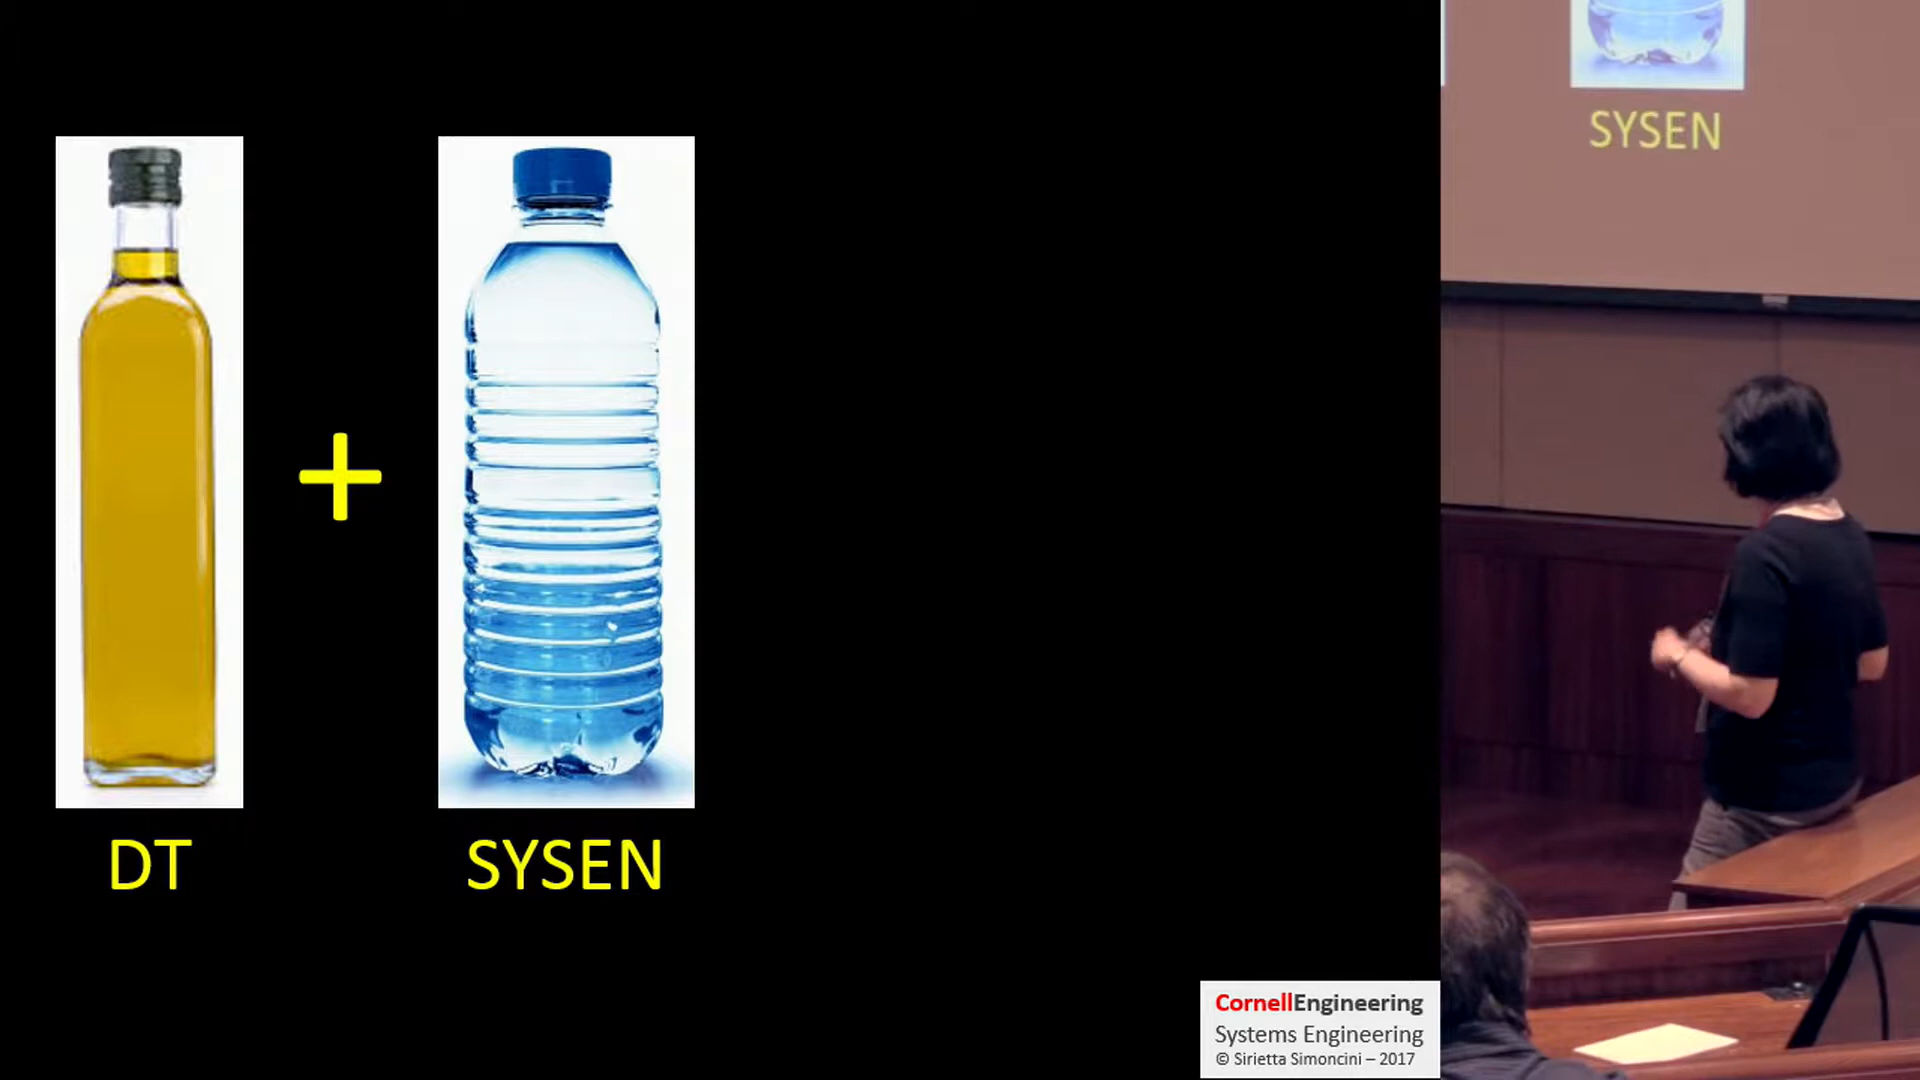 +
DT
SYSEN
SYSEN
CornellEngineering
Systems Engineering
© Sirietta Simoncini – 2017